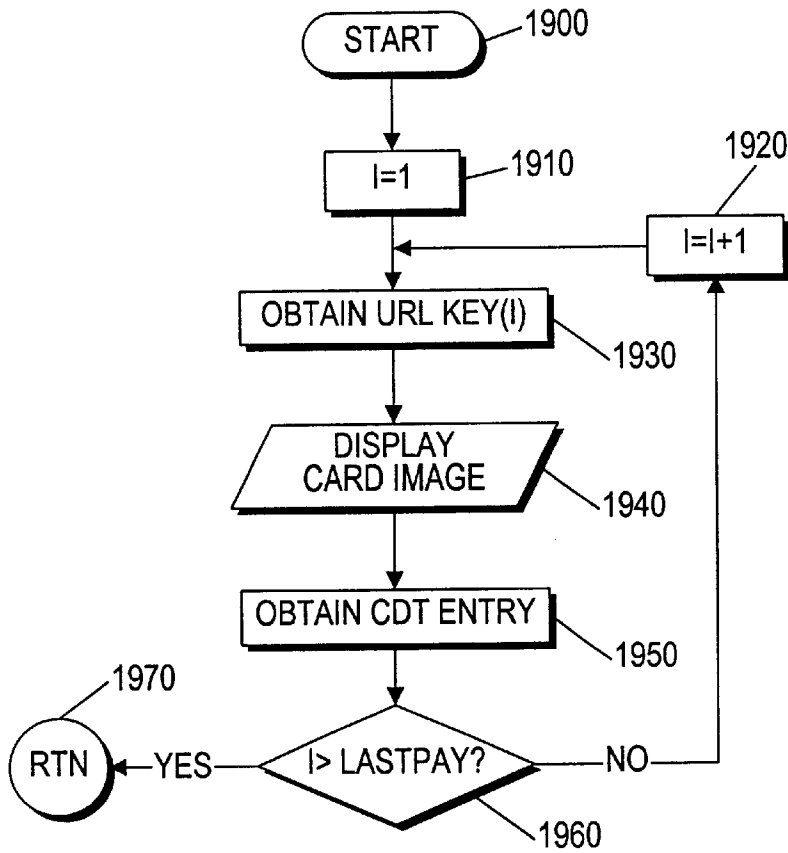 START
1900
I=1
1910
1920
I=I+1
OBTAIN URL KEY(I)
1930
DISPLAY
CARD IMAGE
1940
OBTAIN CDT ENTRY
1950
1970
RTN
YES
I> LASTPAY?
NO
1960